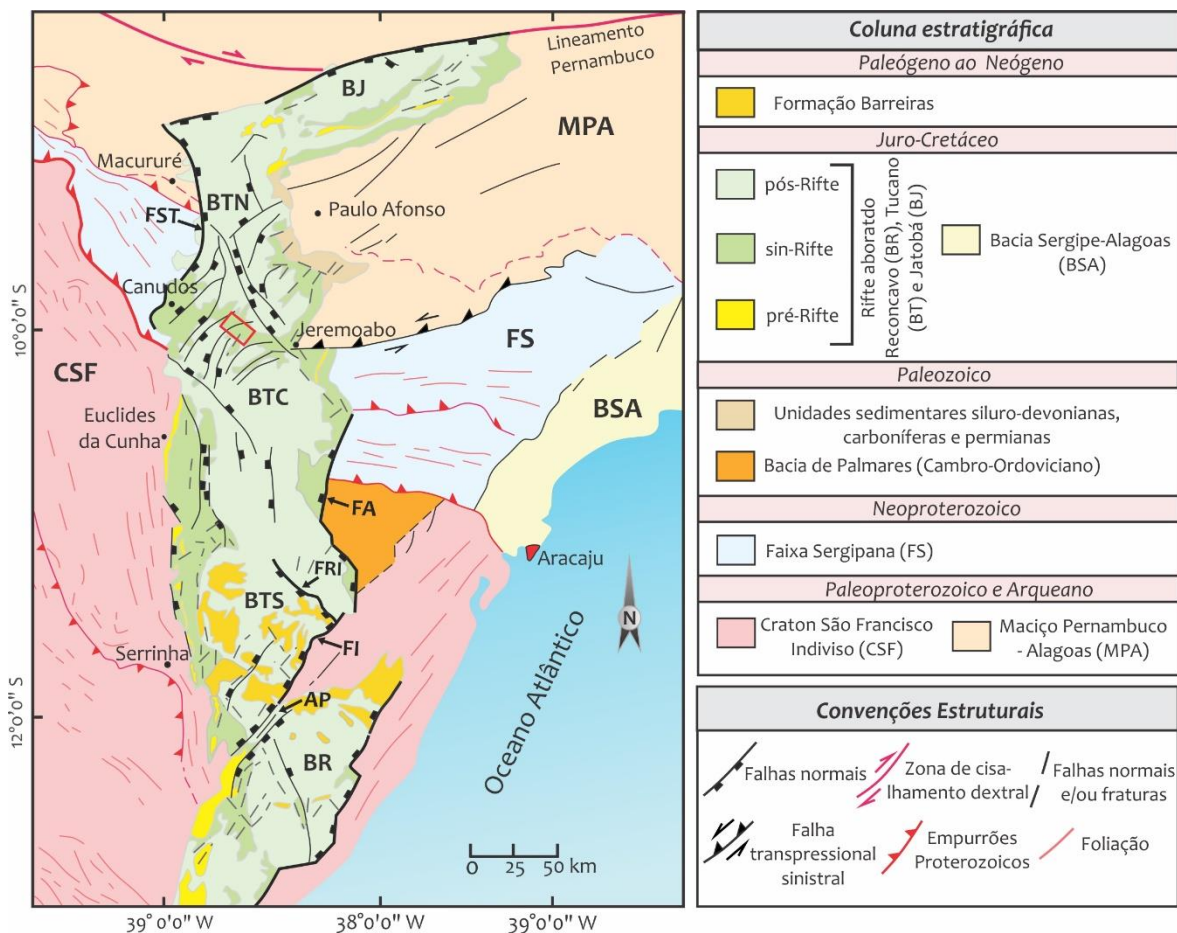 Lineamento
Pernambuco
BJ
MPA
Macururé
BTN
FST
Paulo Afonso
Canudos
10°0'0'' S
Jeremoabo
FS
CSF
BTC
BSA
Euclides
da Cunha
FA
FRI
Aracaju
BTS
N
Serrinha
FI
AP
12°0'0'' S
BR
Oceano Atlântico
0 25 50 km
39°0'0'' W
38°0'0'' W
39°0'0'' W
Coluna estratigráfica
Paleógeno ao Neógeno
Formação Barreiras
Juro-Cretáceo
pós-Rifte
sin-Rifte
pré-Rifte
Rifte aboratdo
Reconcavo (BR), Tucano
(BT) e Jatobá (BJ)
Bacia Sergipe-Alagoas
(BSA)
Paleozoico
Unidades sedimentares siluro-devonianas,
carboníferas e permianas
Bacia de Palmares (Cambro-Ordoviciano)
Neoproterozoico
Faixa Sergipana (FS)
Paleoproterozoico e Arqueano
Craton São Francisco
Indiviso (CSF)
Maciço Pernambuco
- Alagoas (MPA)
Convenções Estruturais
Falhas normais
Zona de cisa-
lhamento dextral
Falhas normais
e/ou fraturas
Falha
transpressional
sinistral
Empurrões
Proterozoicos
Foliação